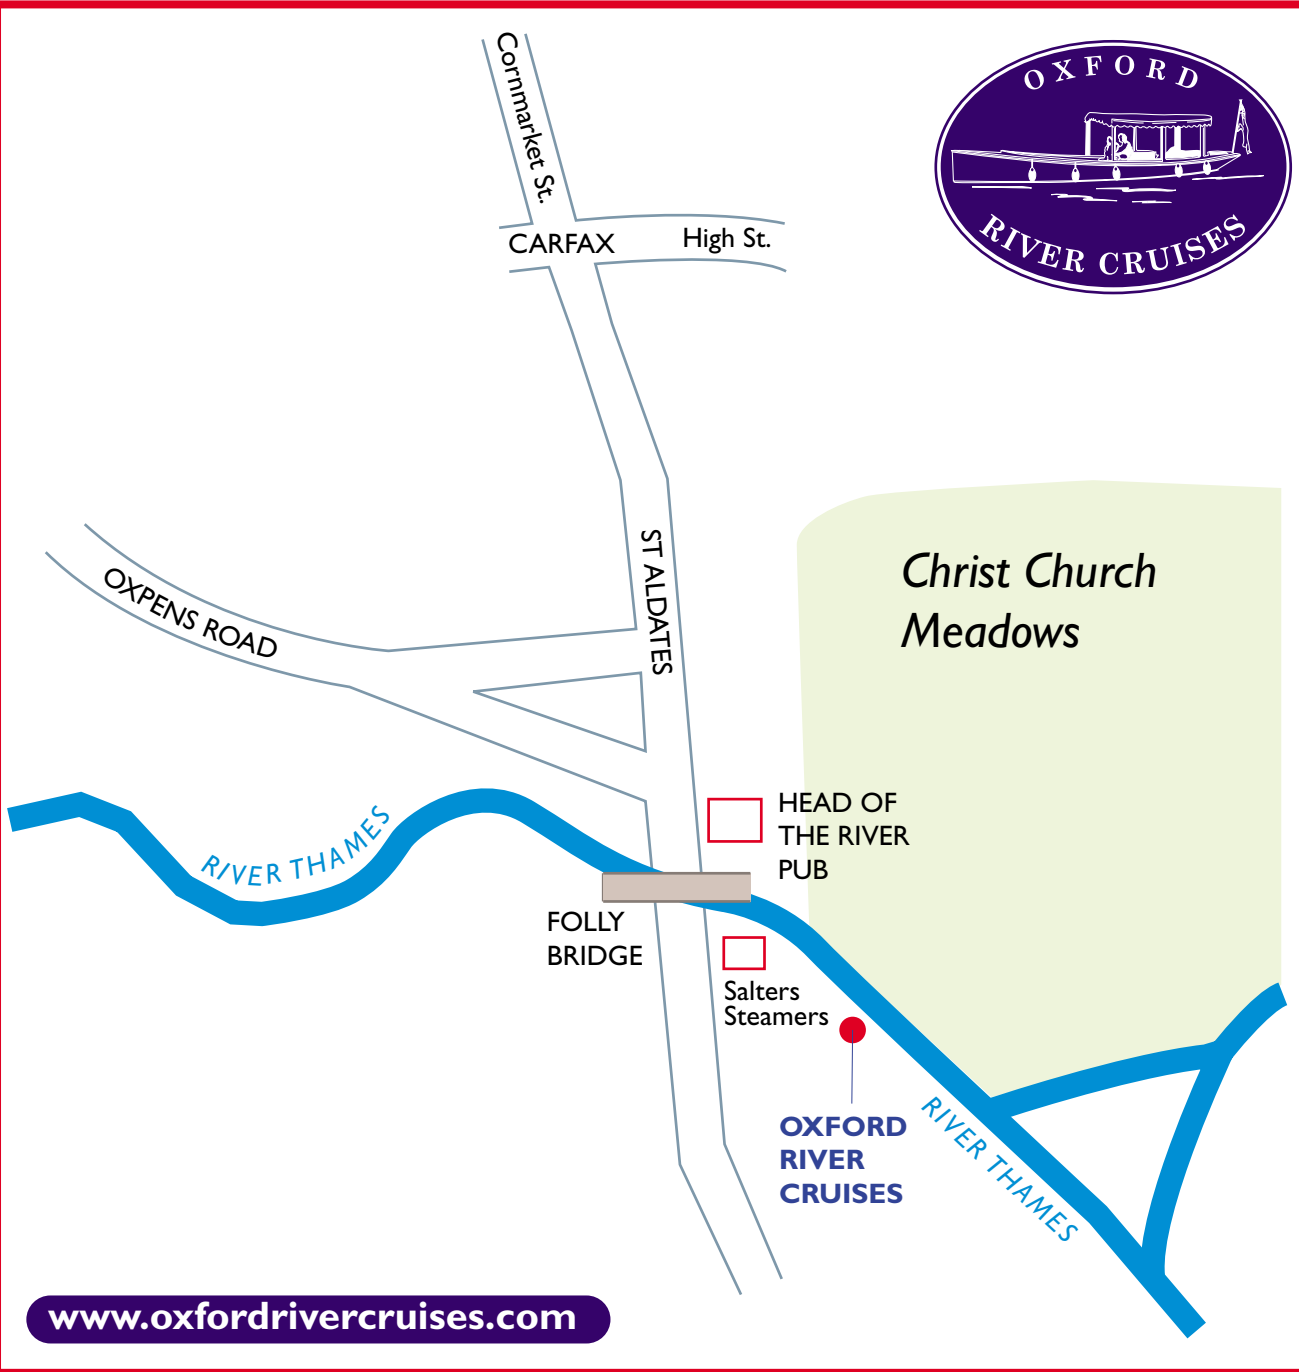 Cornmarket St.
OXFORD
RIVER CRUISES
CARFAX
High St.
ST ALDATES
Christ Church
Meadows
OXPENS ROAD
HEAD OF
THE RIVER
PUB
RIVER THAMES
FOLLY
BRIDGE
Salters
Steamers
OXFORD
RIVER
CRUISES
RIVER THAMES
www.oxfordrivercruises.com